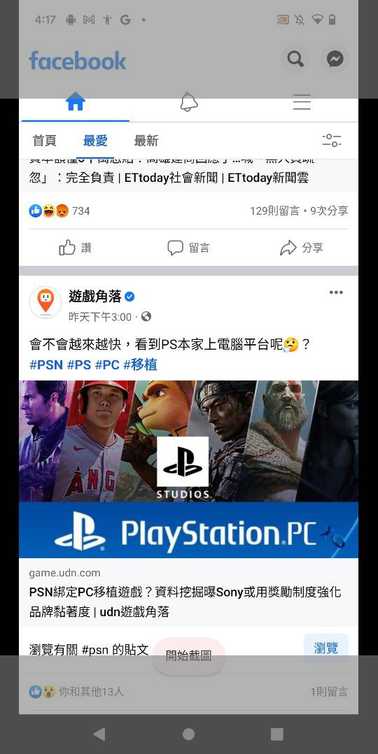 4:17
facebook
首頁 最愛 最新
忽」：完全負責 | ETtoday社會新聞 | ETtoday新聞雲
734 129則留言・9次分享
讚 留言 分享
遊戲角落
昨天下午3:00
會不會越來越快，看到PS本家上電腦平台呢🤔？
#PSN #PS #PC #移植
ANG
STUDIOS
PlayStation.PC
game.udn.com
PSN綁定PC移植遊戲？資料挖掘曝Sony或用獎勵制度強化
品牌黏著度 | udn遊戲角落
瀏覽有關 #psn 的貼文 瀏覽
開始截圖
你和其他13人 1則留言